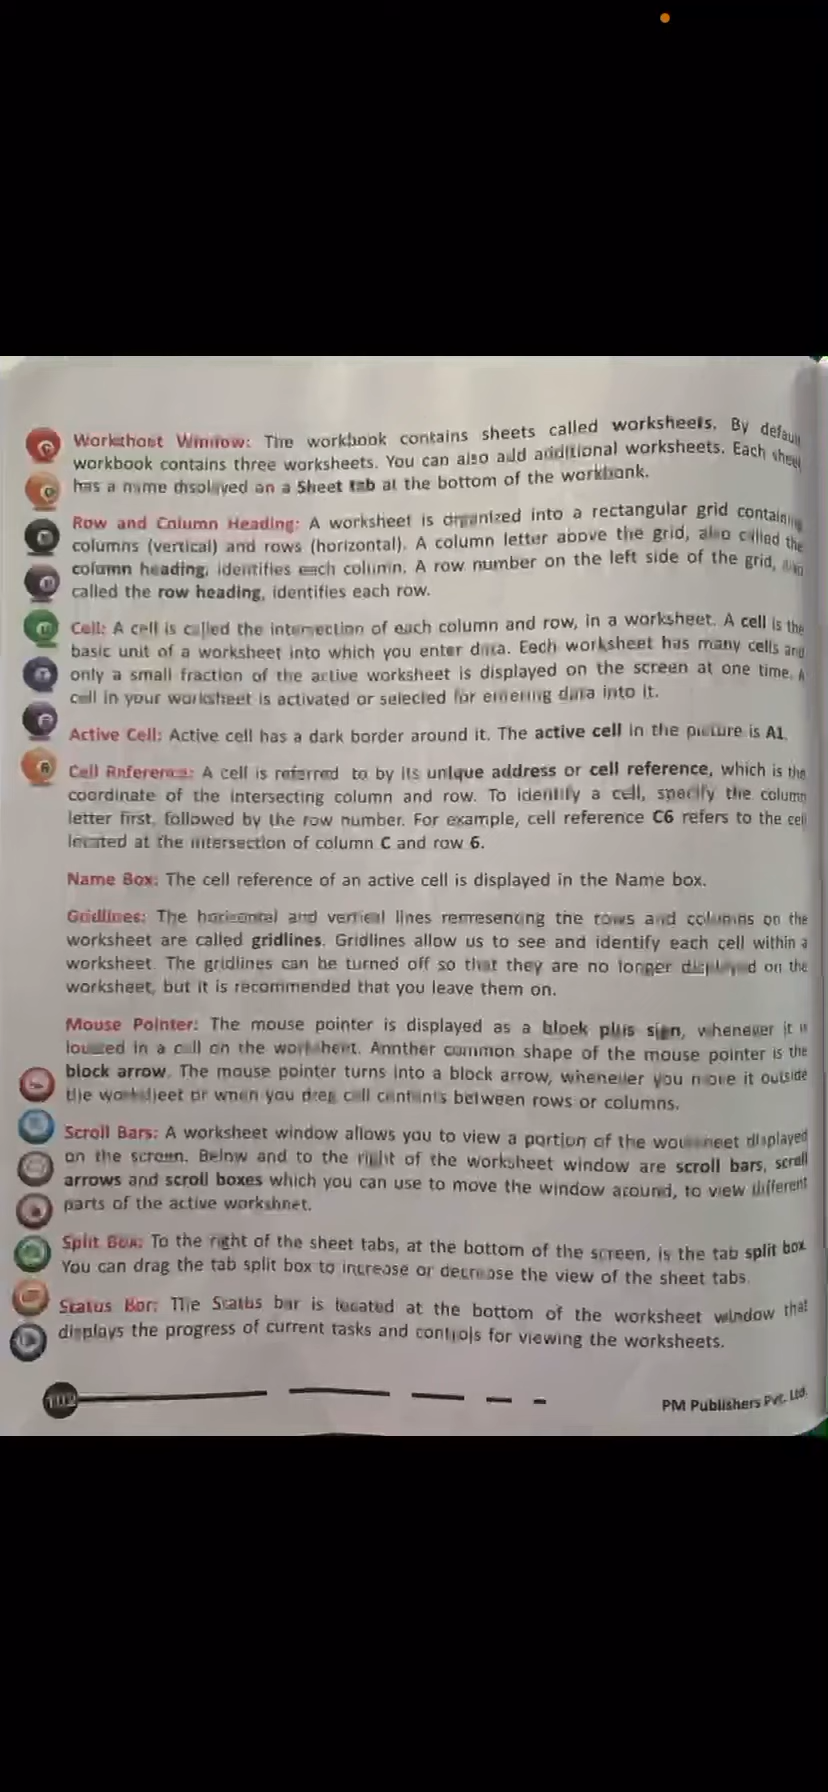 Window: The workbook contains sheets called worksheets. By
workbook contains three worksheets. You can also add additional worksheets. Each
has a name displayed on a Sheet tab at the bottom of the workbook.
Row and Column Heading: A worksheet is organized into a rectangular grid containing
columns (vertical) and rows (horizontal). A column letter above the grid, also called the
column heading, identifies each column. A row number on the left side of the grid,
called the row heading, identifies each row.
Cell: A cell is called the intersection of each column and row, in a worksheet. A cell is the
basic unit of a worksheet into which you enter data. Each worksheet has many cells and
only a small fraction of the active worksheet is displayed on the screen at one time. A
cell in your worksheet is activated or selected for entering data into it.
Active Cell: Active cell has a dark border around it. The active cell in the picture is A1.
Cell Reference: A cell is referred to by its unique address or cell reference, which is the
coordinate of the intersecting column and row. To identify a cell, specify the column
letter first, followed by the row number. For example, cell reference C6 refers to the cell
located at the intersection of column C and row 6.
Name Box: The cell reference of an active cell is displayed in the Name box.
Gridlines: The horizontal and vertical lines representing the rows and columns on the
worksheet are called gridlines. Gridlines allow us to see and identify each cell within a
worksheet. The gridlines can be turned off so that they are no longer displayed on the
worksheet, but it is recommended that you leave them on.
Mouse Pointer: The mouse pointer is displayed as a block plus sign, whenever it is
located in a cell on the worksheet. Another common shape of the mouse pointer is the
block arrow. The mouse pointer turns into a block arrow, whenever you move it outside
the worksheet or when you drag cell contents between rows or columns.
Scroll Bars: A worksheet window allows you to view a portion of the worksheet displayed
on the screen. Below and to the right of the worksheet window are scroll bars, scroll
arrows and scroll boxes which you can use to move the window around, to view different
parts of the active worksheet.
Split Box: To the right of the sheet tabs, at the bottom of the screen, is the tab split box.
You can drag the tab split box to increase or decrease the view of the sheet tabs.
Status Bar: The Status bar is located at the bottom of the worksheet window that
displays the progress of current tasks and controls for viewing the worksheets.
PM Publishers Pvt. Ltd.